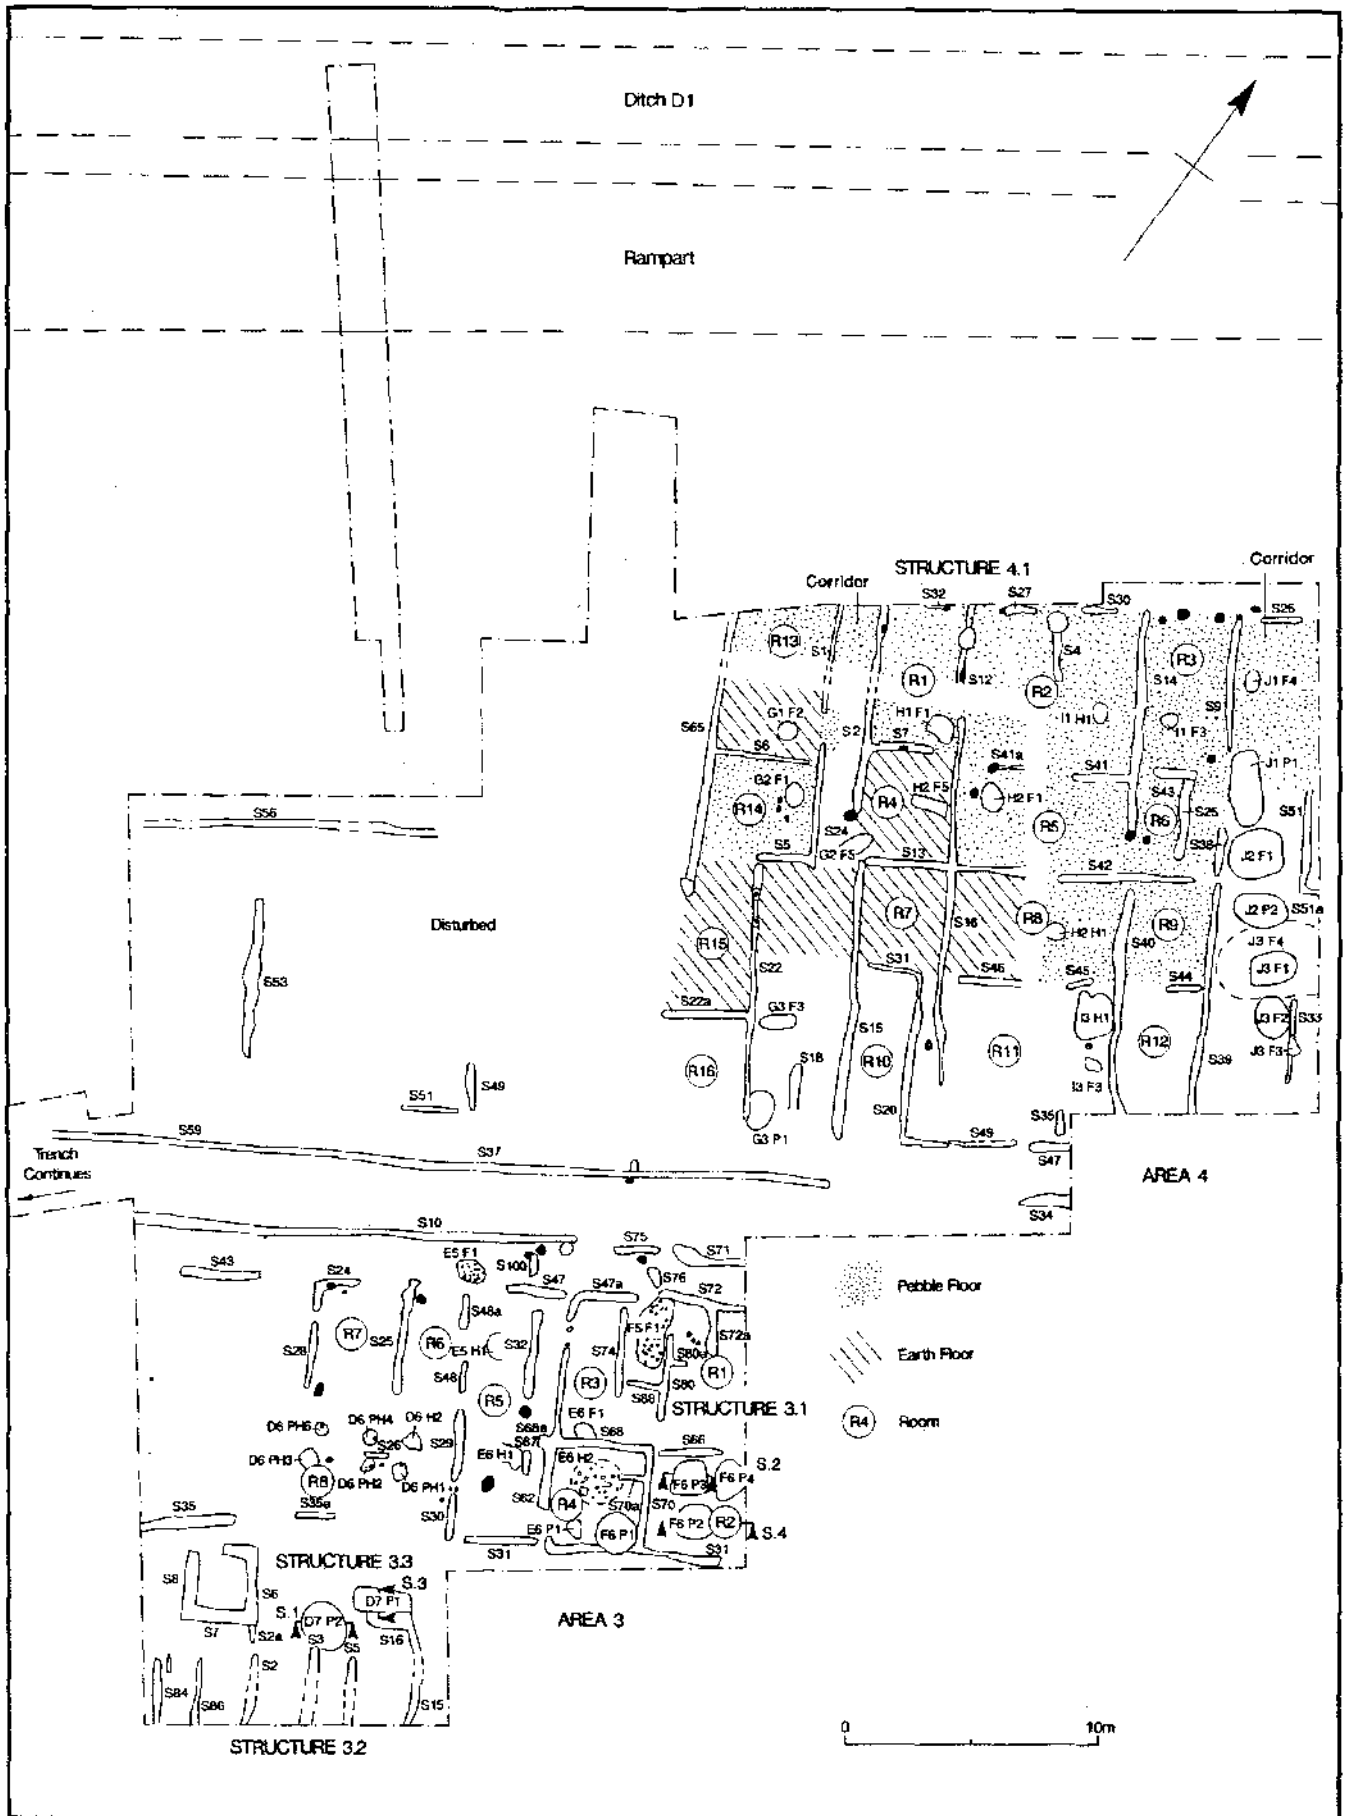 Ditch D1
Rampart
STRUCTURE 4.1
Corridor
Corridor
S32
S27
S30
S26
R13
S1
R1
S12
R2
S4
S14
R3
S9
J1 F4
S65
G1 F2
S2
H1 F1
I1 H1
I1 F3
S6
S7
S41a
S41
J1 P1
G2 F1
R14
R4
H2 F5
H2 F1
R5
S43
R6
S25
S51
S56
S24
S5
G2 F5
S13
S42
S38
J2 F1
Disturbed
R7
S16
R8
H2 H1
S40
R9
J2 P2
S51a
R15
S22
S31
S46
S45
S44
J3 F4
J3 F1
S53
S22a
G3 F3
S15
I3 H1
J3 F2
S33
R16
S18
R10
R11
R12
J3 F3
I3 F3
S39
S51
S49
G3 P1
S20
S49
S35
S47
S59
S37
Trench
Continues
AREA 4
S34
S10
S43
E5 F1
S100
S75
S71
S24
S47
S47a
S76
S72
Pebble Floor
S48a
F5 F1
S28
R7
S25
R6
E5 H1
S32
S74
S80a
S72a
Earth Floor
S48
R3
S88
S80
R1
R5
STRUCTURE 3.1
R4
Room
D6 PH6
D6 PH4
D6 H2
S68a
E6 F1
S68
S26
S29
S67
S66
D6 PH3
R8
D6 PH2
D6 PH1
E6 H1
E6 H2
F6 P3
F6 P4
S.2
S35
S35a
S30
S62
R4
S70a
S70
F6 P2
R2
S.4
E6 P1
F6 P1
S31
S31
STRUCTURE 3.3
S8
S6
S.3
D7 P1
S.1
D7 P2
AREA 3
S7
S2a
S3
S5
S16
S2
S84
S86
S15
STRUCTURE 3.2
0
10m